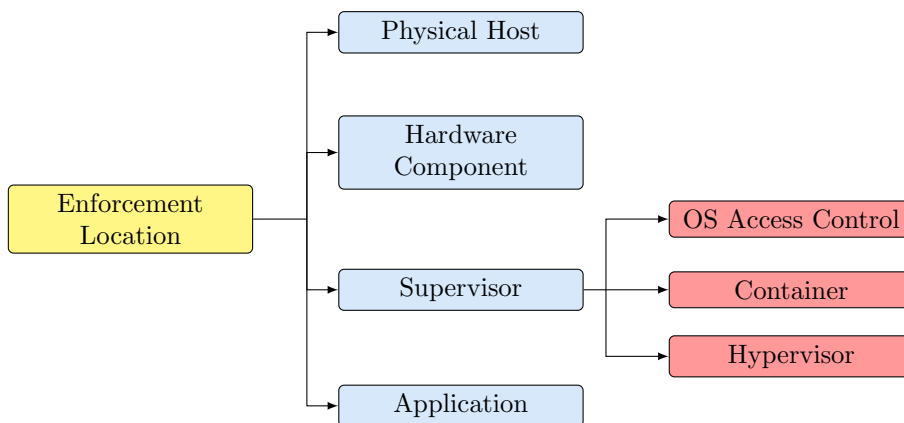 Physical Host
Hardware
Component
Enforcement
Location
OS Access Control
Supervisor
Container
Hypervisor
Application